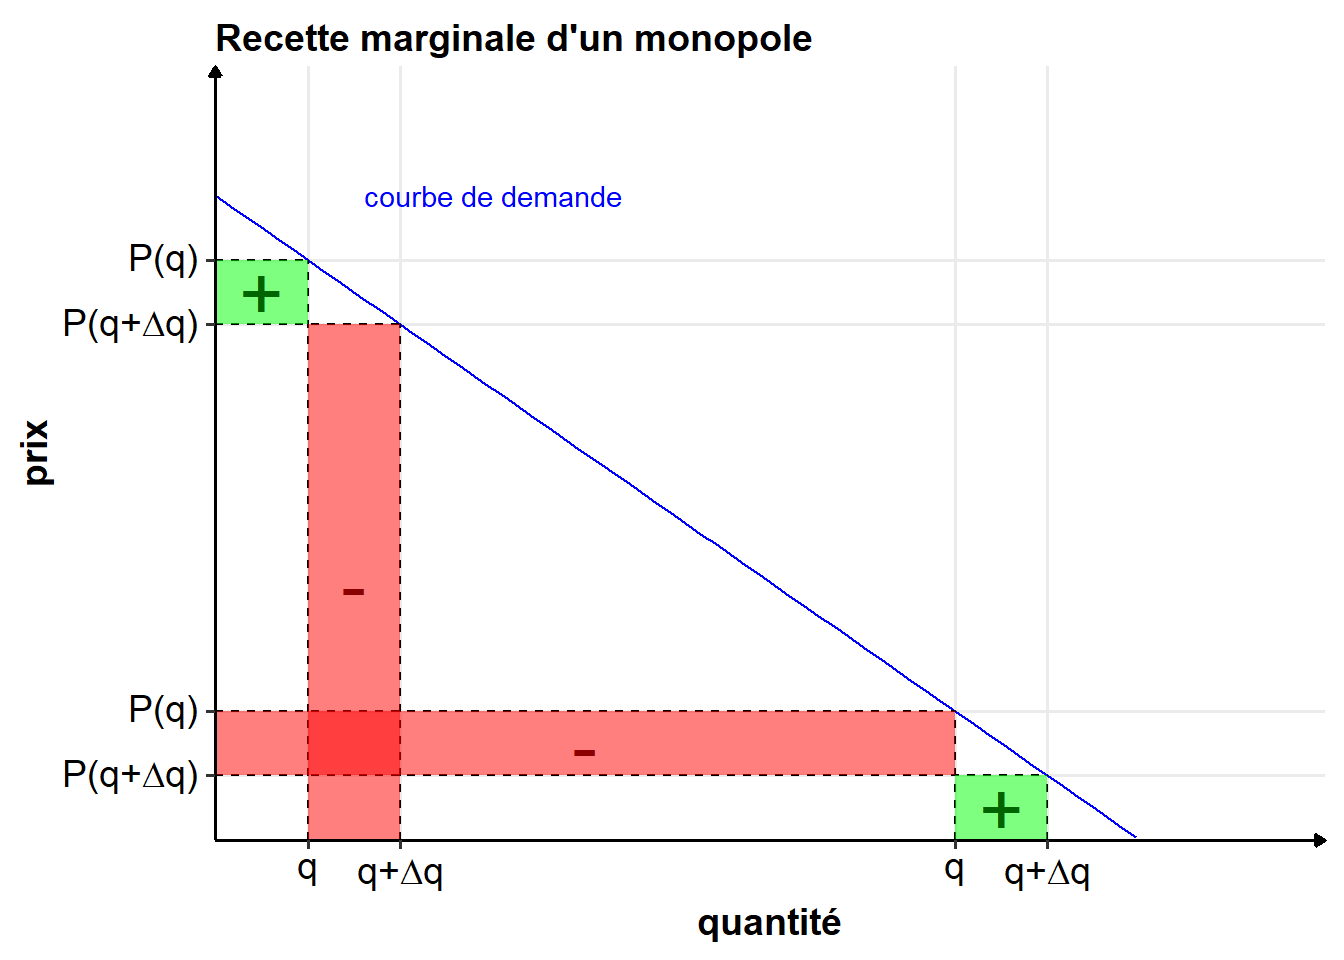 Recette marginale d'un monopole
courbe de demande
P(q)
+
P(q+Δq)
prix
-
P(q)
-
P(q+Δq)
+
q
q+Δq
q
q+Δq
quantité